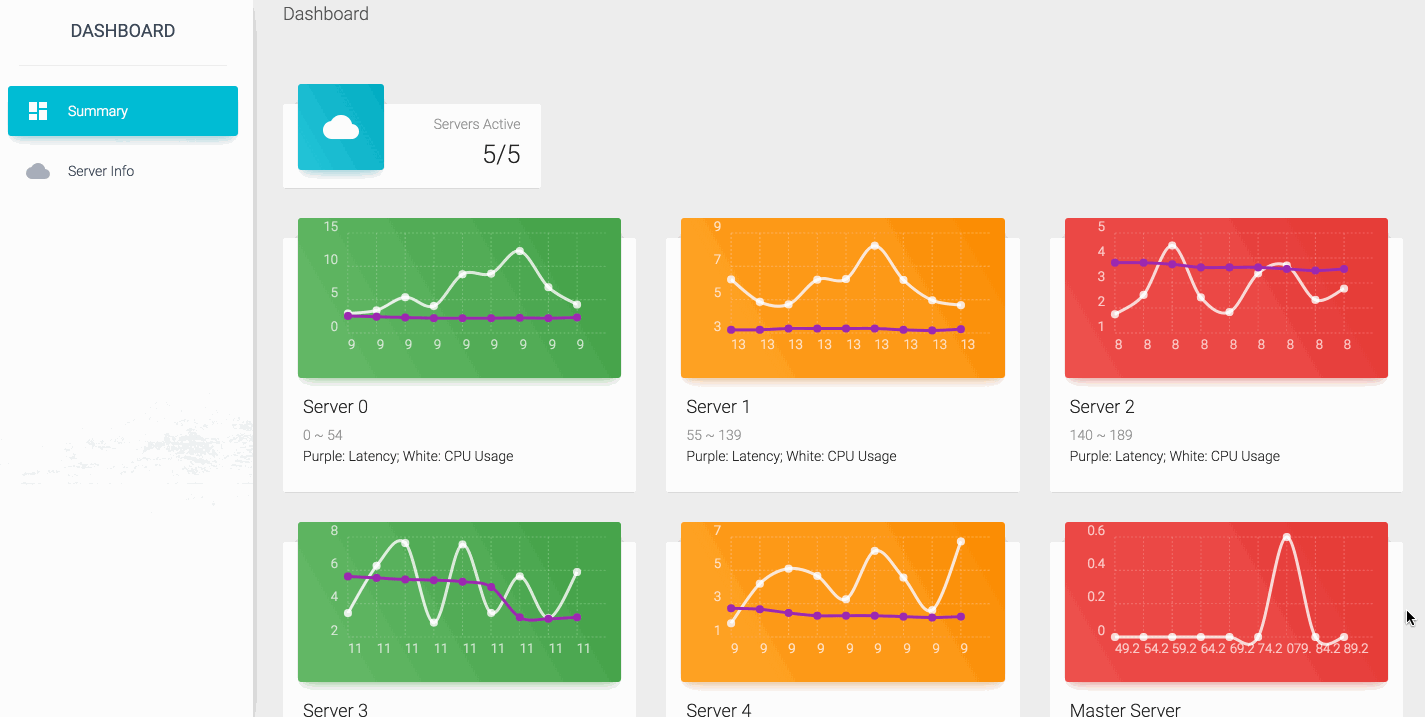 DASHBOARD
Summary
Server Info
Dashboard
Servers Active
5/5
15
10
5
0
9 9 9 9 9 9 9 9 9
Server 0
0 ~ 54
Purple: Latency; White: CPU Usage
9
7
5
3
13 13 13 13 13 13 13 13 13
Server 1
55 ~ 139
Purple: Latency; White: CPU Usage
5
4
3
2
1
8 8 8 8 8 8 8 8 8
Server 2
140 ~ 189
Purple: Latency; White: CPU Usage
8
6
4
2
11 11 11 11 11 11 11 11 11
Server 3
7
5
3
1
9 9 9 9 9 9 9 9 9
Server 4
0.6
0.4
0.2
0
49.2 54.2 59.2 64.2 69.2 74.2 079. 84.2 89.2
Master Server